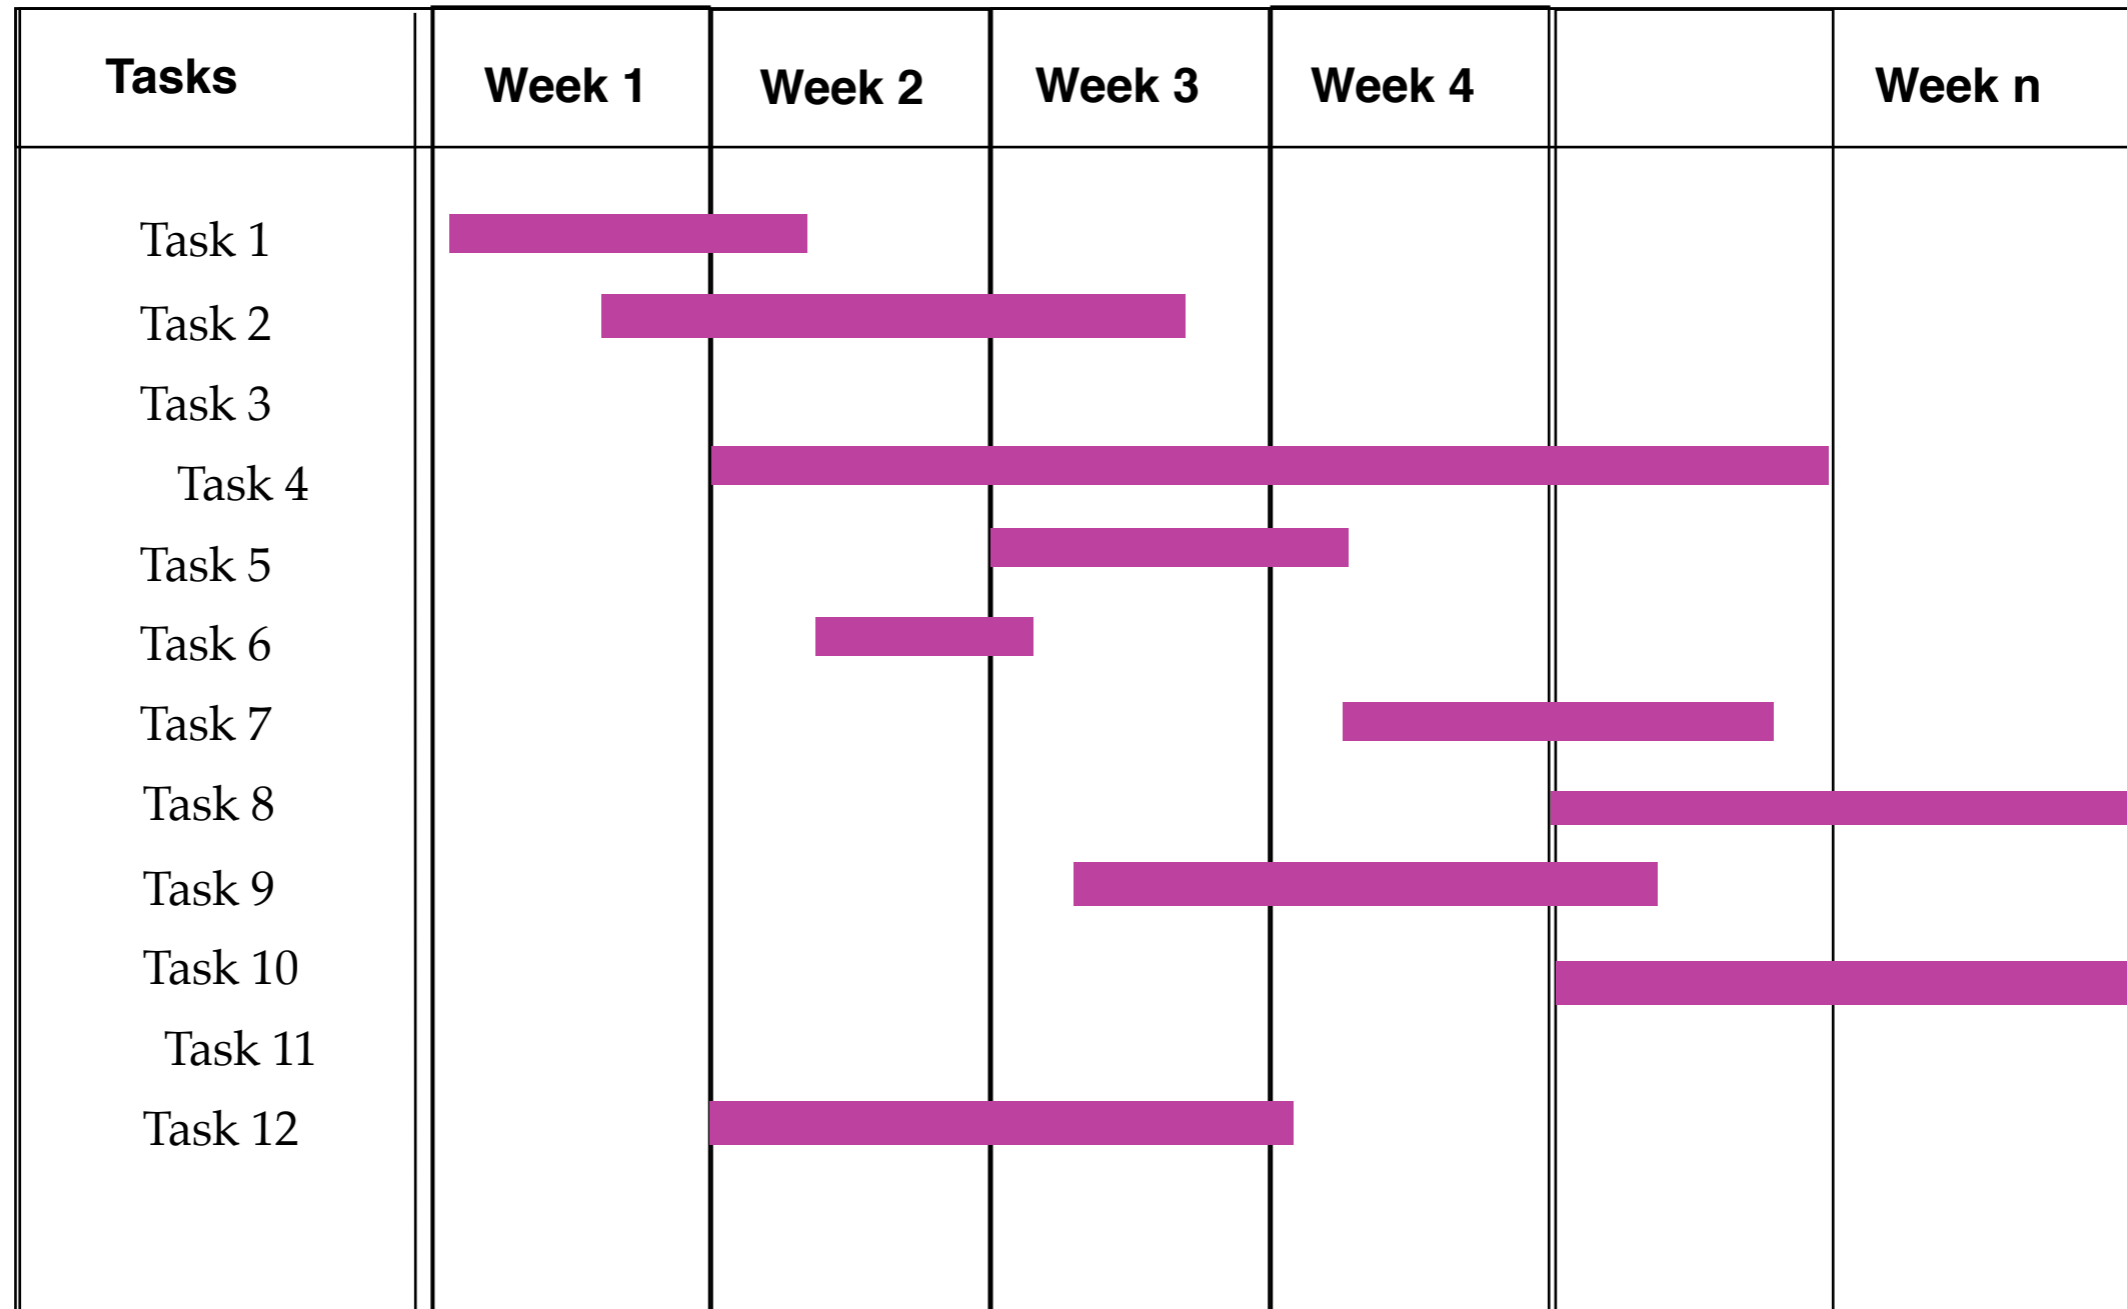 Tasks Week 1 Week 2 Week 3 Week 4 Week n
Task 1
Task 2
Task 3
Task 4
Task 5
Task 6
Task 7
Task 8
Task 9
Task 10
Task 11
Task 12